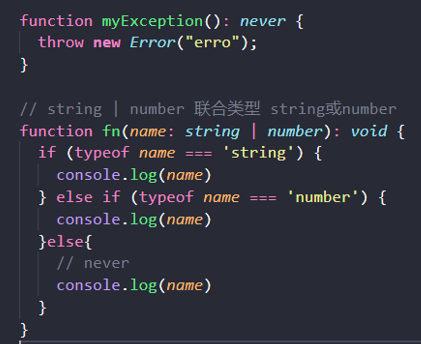 function myException(): never {
  throw new Error("erro");
}
// string | number 联合类型 string或number
function fn(name: string | number): void {
  if (typeof name === 'string') {
    console.log(name)
  } else if (typeof name === 'number') {
    console.log(name)
  }else{
    // never
    console.log(name)
  }
}